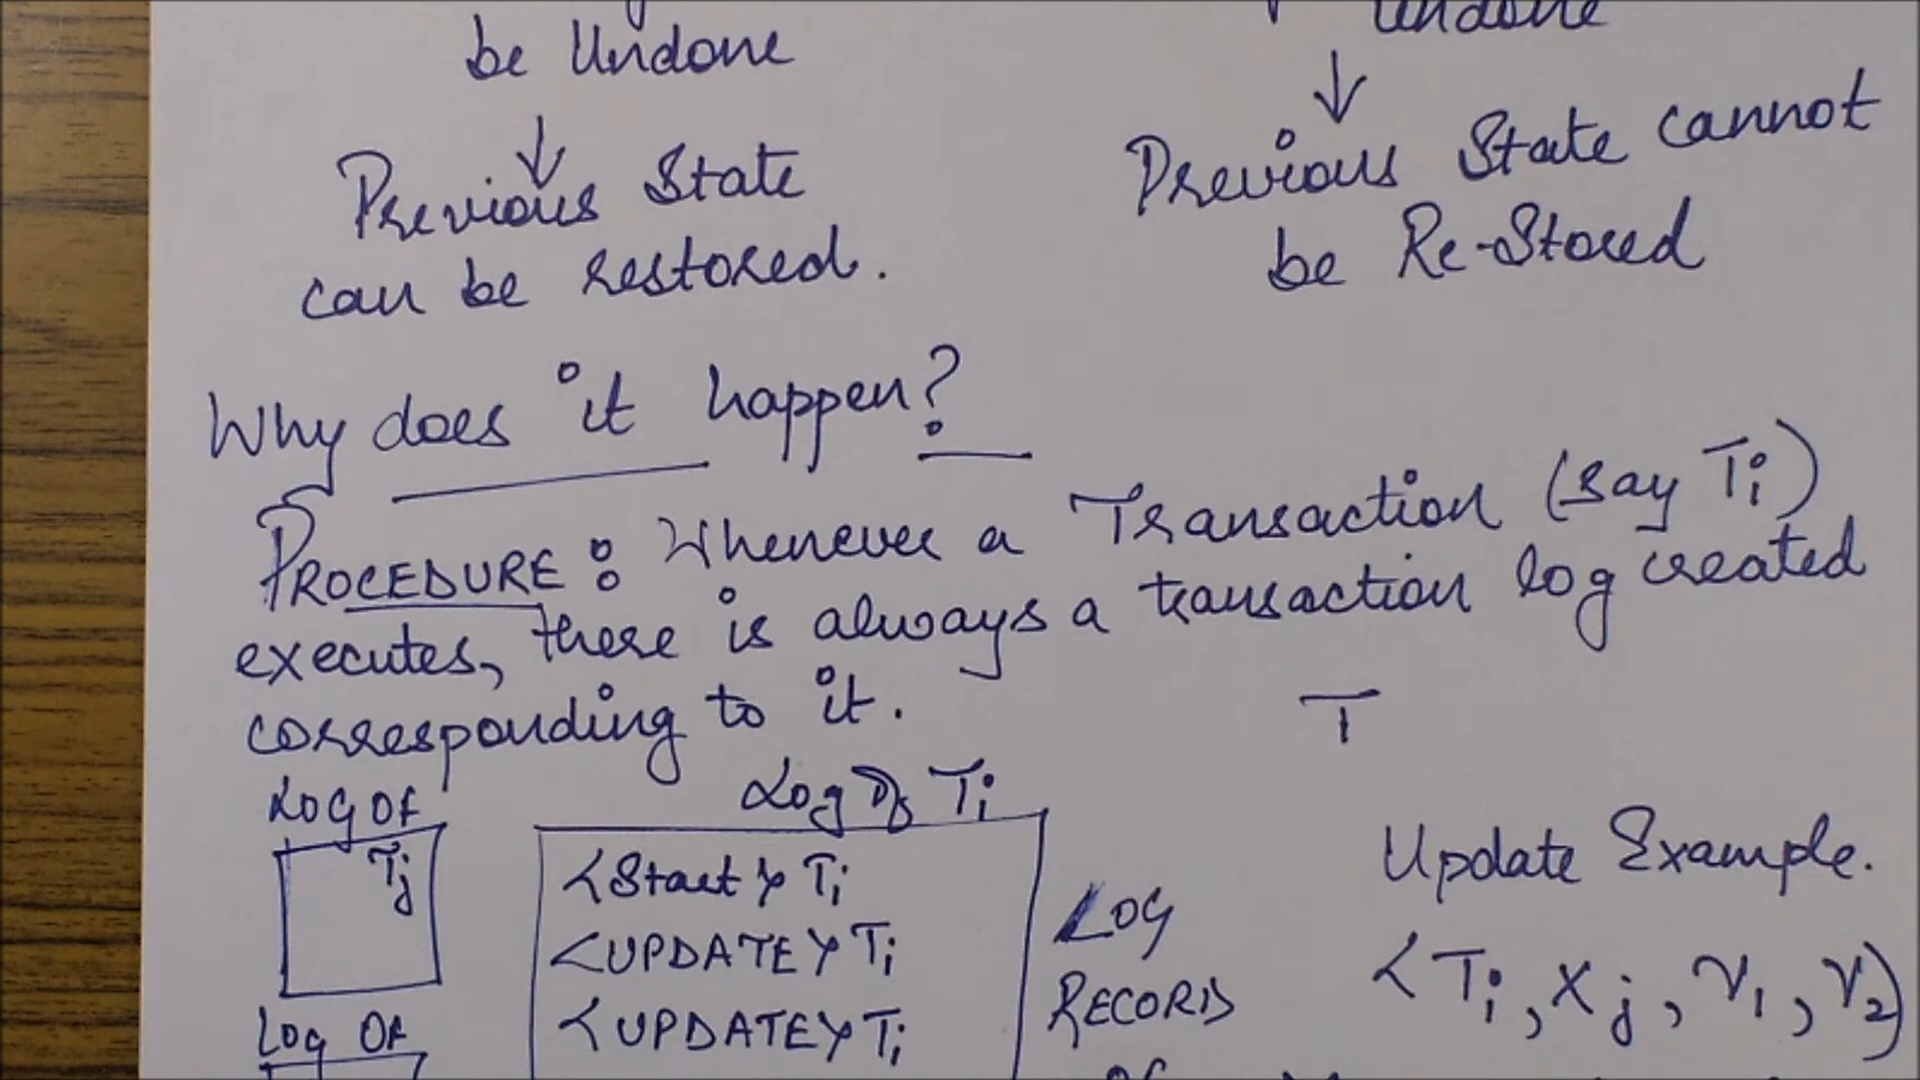 be Undone
Previous State
can be restored.
Undone
Previous State cannot
be Re-Stored
Why does it happen?
PROCEDURE: Whenever a Transaction (say Ti)
executes, there is always a transaction log created
corresponding to it.
T
LOG OF
Tj
Log Of
Log Of Ti
<Start> Ti
<UPDATE> Ti
<UPDATE> Ti
LOG
RECORDS
Update Example.
<Ti, Xj, V1, V2>